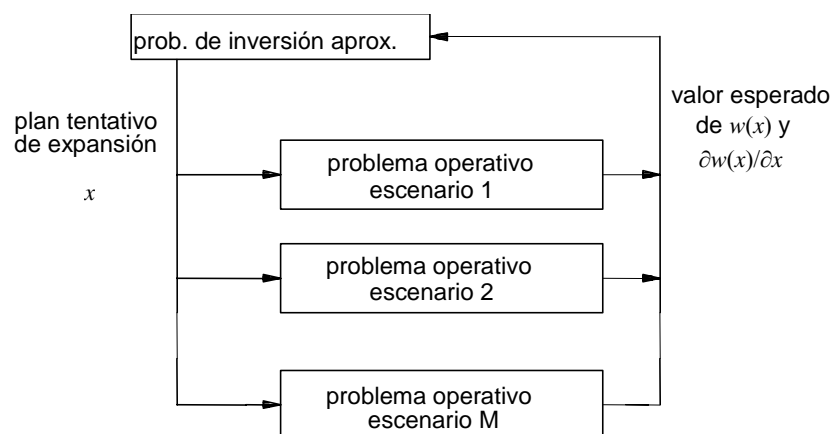 prob. de inversión aprox.
plan tentativo
de expansión
x
valor esperado
de w(x) y
∂w(x)/∂x
problema operativo
escenario 1
problema operativo
escenario 2
problema operativo
escenario M